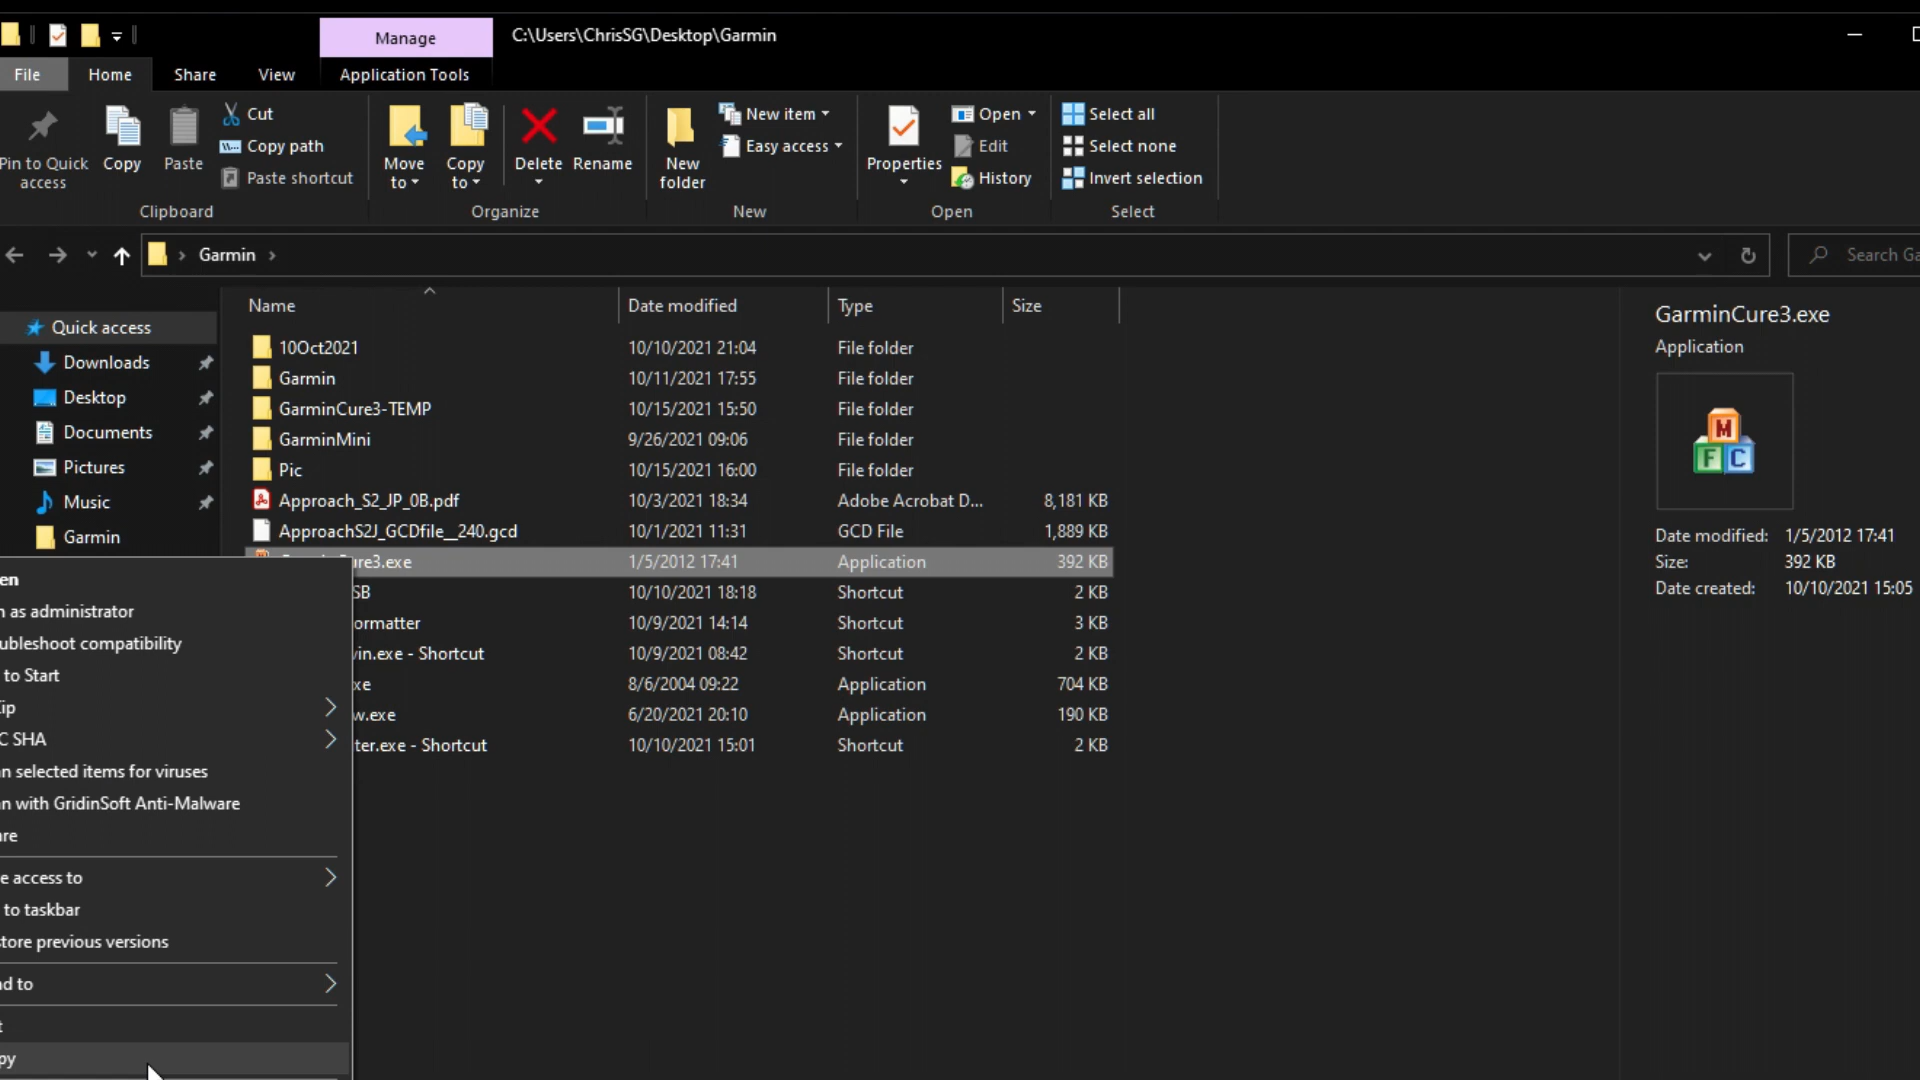 Manage
C:\Users\ChrisSG\Desktop\Garmin
File
Home
Share
View
Application Tools
Pin to Quick access
Copy
Paste
Cut
Copy path
Paste shortcut
Clipboard
Move to
Copy to
Delete
Rename
Organize
New folder
New item
Easy access
New
Properties
Open
Edit
History
Open
Select all
Select none
Invert selection
Select
Garmin
Search Ga
Name
Date modified
Type
Size
Quick access
Downloads
Desktop
Documents
Pictures
Music
Garmin
10Oct2021 10/10/2021 21:04 File folder
Garmin 10/11/2021 17:55 File folder
GarminCure3-TEMP 10/15/2021 15:50 File folder
GarminMini 9/26/2021 09:06 File folder
Pic 10/15/2021 16:00 File folder
Approach_S2_JP_0B.pdf 10/3/2021 18:34 Adobe Acrobat D... 8,181 KB
ApproachS2J_GCDfile__240.gcd 10/1/2021 11:31 GCD File 1,889 KB
ure3.exe 1/5/2012 17:41 Application 392 KB
SB 10/10/2021 18:18 Shortcut 2 KB
ormatter 10/9/2021 14:14 Shortcut 3 KB
in.exe - Shortcut 10/9/2021 08:42 Shortcut 2 KB
xe 8/6/2004 09:22 Application 704 KB
w.exe 6/20/2021 20:10 Application 190 KB
ter.exe - Shortcut 10/10/2021 15:01 Shortcut 2 KB
en
n as administrator
ubleshoot compatibility
to Start
ip
C SHA
n selected items for viruses
n with GridinSoft Anti-Malware
are
e access to
to taskbar
store previous versions
nd to
t
py
GarminCure3.exe
Application
M
F C
Date modified: 1/5/2012 17:41
Size: 392 KB
Date created: 10/10/2021 15:05